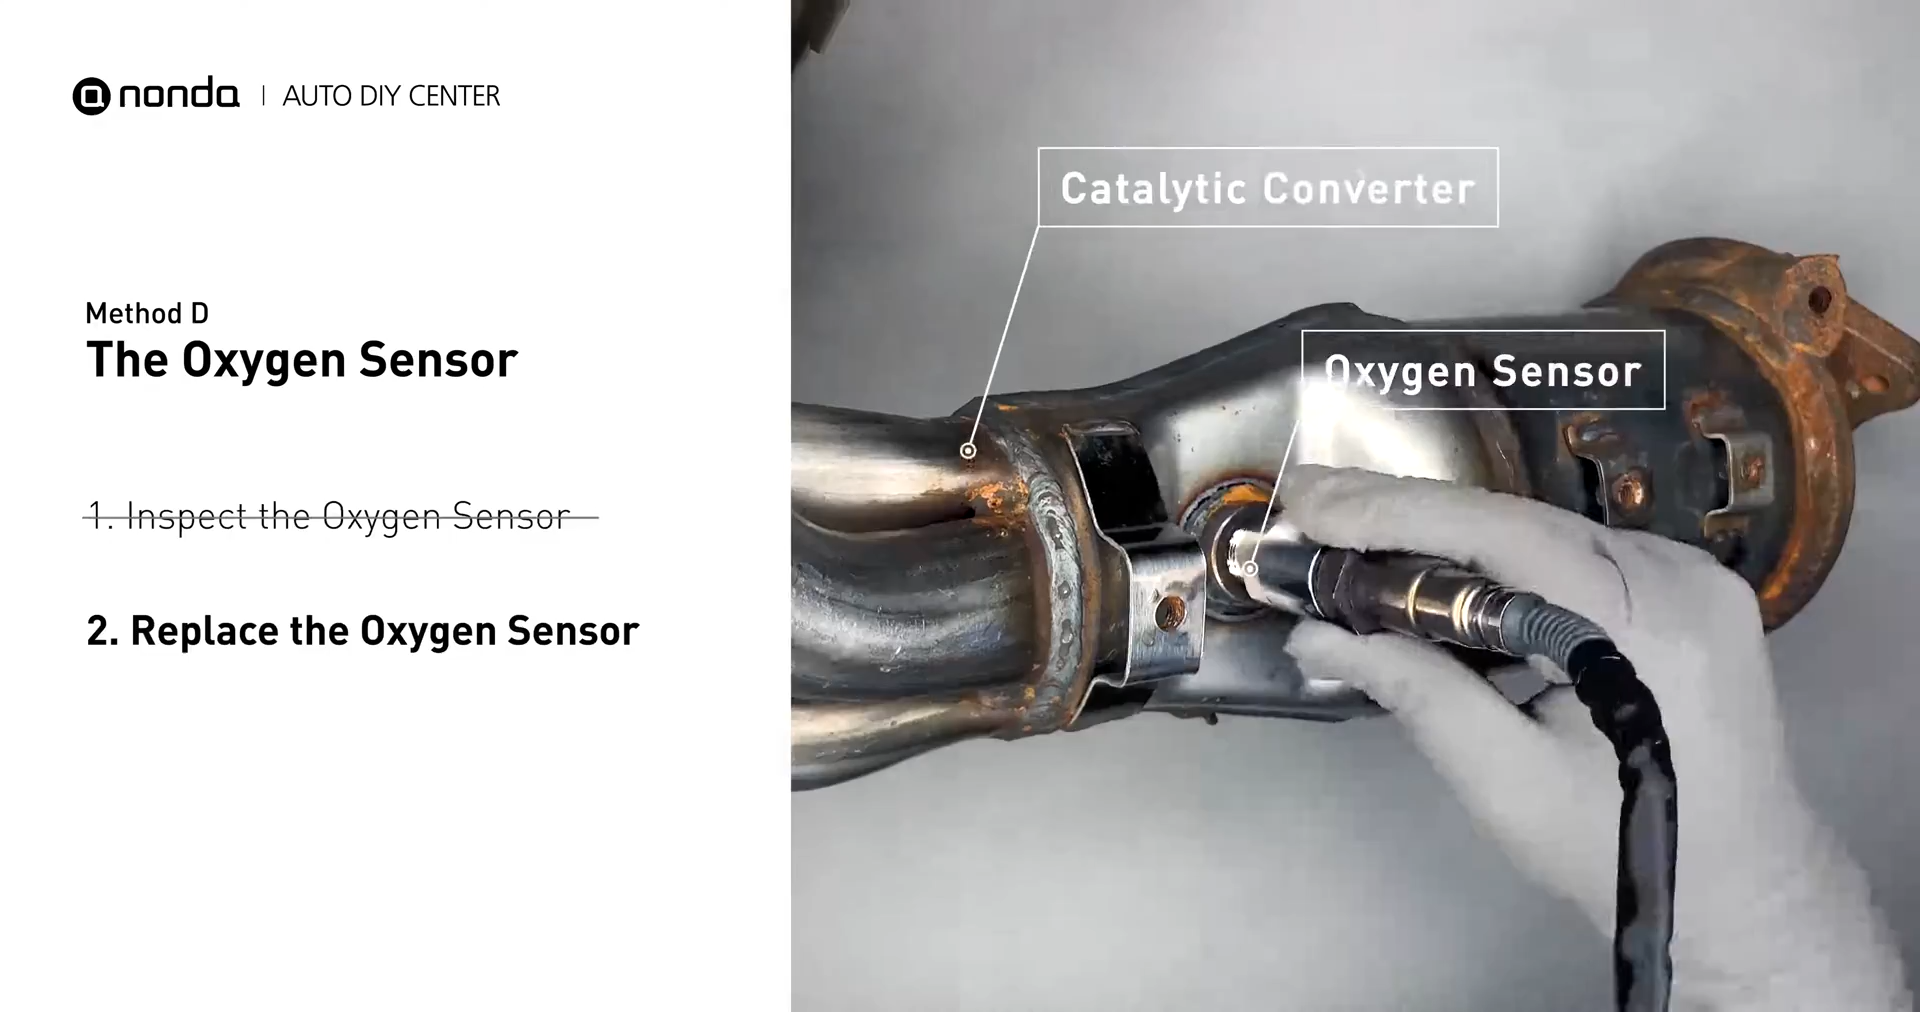 nonda | AUTO DIY CENTER
Method D
The Oxygen Sensor
1. Inspect the Oxygen Sensor
2. Replace the Oxygen Sensor
Catalytic Converter
Oxygen Sensor